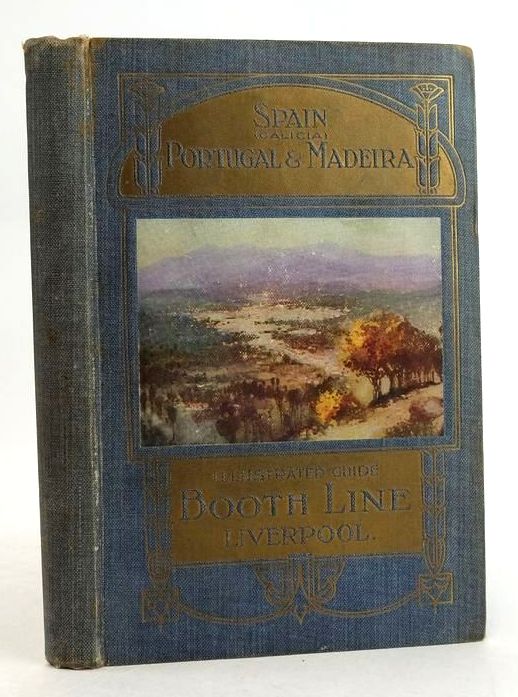 SPAIN
(GALICIA)
PORTUGAL & MADEIRA
ILLUSTRATED GUIDE
BOOTH LINE
LIVERPOOL.